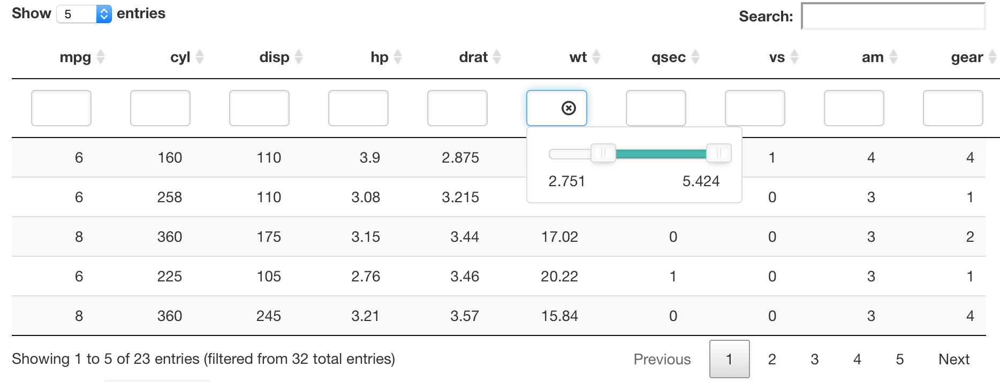 Show 5 entries Search:
mpg cyl disp hp drat wt qsec vs am gear
6 160 110 3.9 2.875 1 4 4
2.751 5.424
6 258 110 3.08 3.215 0 3 1
8 360 175 3.15 3.44 17.02 0 0 3 2
6 225 105 2.76 3.46 20.22 1 0 3 1
8 360 245 3.21 3.57 15.84 0 0 3 4
Showing 1 to 5 of 23 entries (filtered from 32 total entries) Previous 1 2 3 4 5 Next